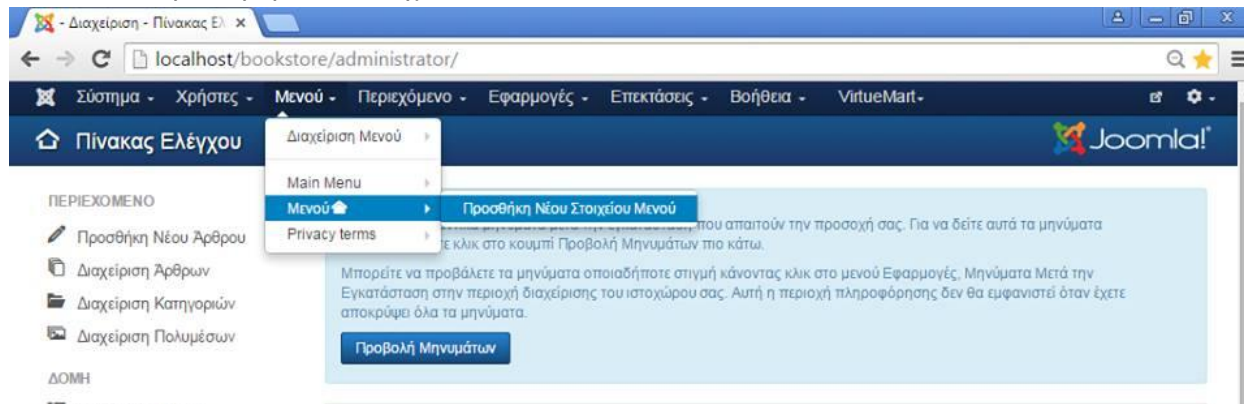 - Διαχείριση - Πίνακας Ελ
localhost/bookstore/administrator/
Σύστημα Χρήστες Μενού Περιεχόμενο Εφαρμογές Επεκτάσεις Βοήθεια VirtueMart
Πίνακας Ελέγχου
Joomla!
Διαχείριση Μενού
Main Menu
Μενού
Privacy terms
Προσθήκη Νέου Στοιχείου Μενού
ΠΕΡΙΕΧΟΜΕΝΟ
Προσθήκη Νέου Άρθρου
Διαχείριση Άρθρων
Διαχείριση Κατηγοριών
Διαχείριση Πολυμέσων
ΔΟΜΗ
που απαιτούν την προσοχή σας. Για να δείτε αυτά τα μηνύματα
κλικ στο κουμπί Προβολή Μηνυμάτων πιο κάτω.
Μπορείτε να προβάλετε τα μηνύματα οποιαδήποτε στιγμή κάνοντας κλικ στο μενού Εφαρμογές, Μηνύματα Μετά την
Εγκατάσταση στην περιοχή διαχείρισης του ιστοχώρου σας. Αυτή η περιοχή πληροφόρησης δεν θα εμφανιστεί όταν έχετε
αποκρύψει όλα τα μηνύματα.
Προβολή Μηνυμάτων